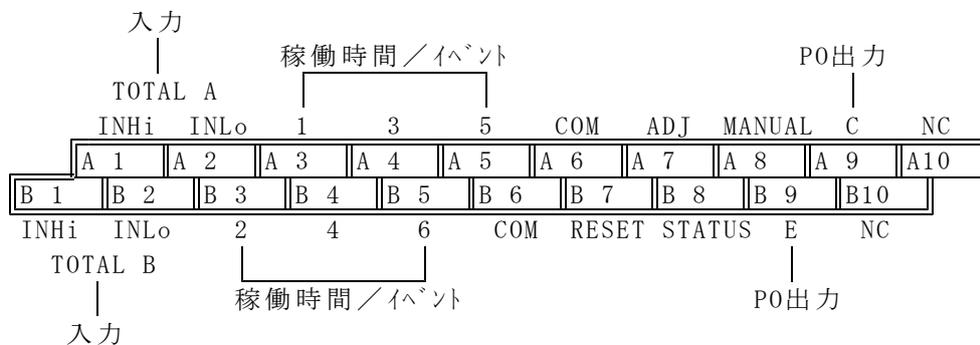 入力
稼働時間／ｲﾍﾞﾝﾄ PO出力
TOTAL A
INHi INLo 1 3 5 COM ADJ MANUAL C NC
A 1 A 2 A 3 A 4 A 5 A 6 A 7 A 8 A 9 A10
B 1 B 2 B 3 B 4 B 5 B 6 B 7 B 8 B 9 B10
INHi INLo 2 4 6 COM RESET STATUS E NC
TOTAL B
稼働時間／ｲﾍﾞﾝﾄ PO出力
入力